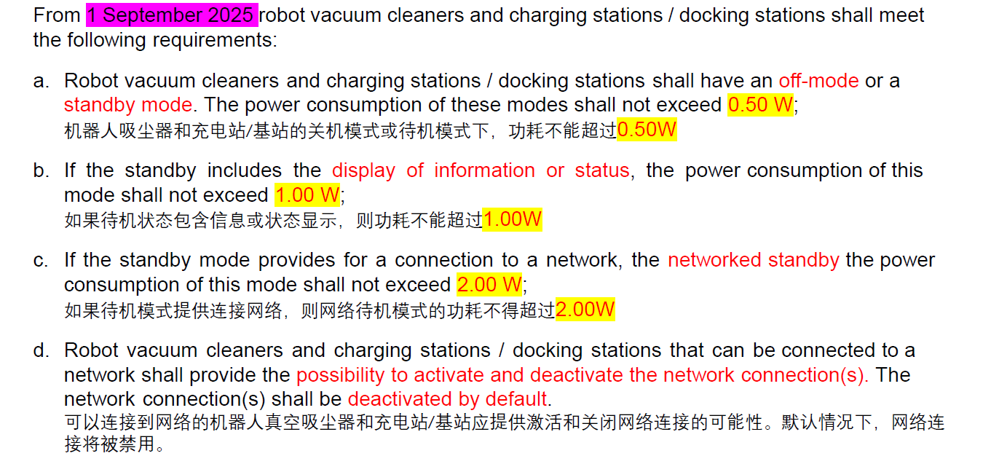 From 1 September 2025 robot vacuum cleaners and charging stations / docking stations shall meet
the following requirements:
a. Robot vacuum cleaners and charging stations / docking stations shall have an off-mode or a
standby mode. The power consumption of these modes shall not exceed 0.50 W;
机器人吸尘器和充电站/基站的关机模式或待机模式下，功耗不能超过0.50W
b. If the standby includes the display of information or status, the power consumption of this
mode shall not exceed 1.00 W;
如果待机状态包含信息或状态显示，则功耗不能超过1.00W
c. If the standby mode provides for a connection to a network, the networked standby the power
consumption of this mode shall not exceed 2.00 W;
如果待机模式提供连接网络，则网络待机模式的功耗不得超过2.00W
d. Robot vacuum cleaners and charging stations / docking stations that can be connected to a
network shall provide the possibility to activate and deactivate the network connection(s). The
network connection(s) shall be deactivated by default.
可以连接到网络的机器人真空吸尘器和充电站/基站应提供激活和关闭网络连接的可能性。默认情况下，网络连
接将被禁用。